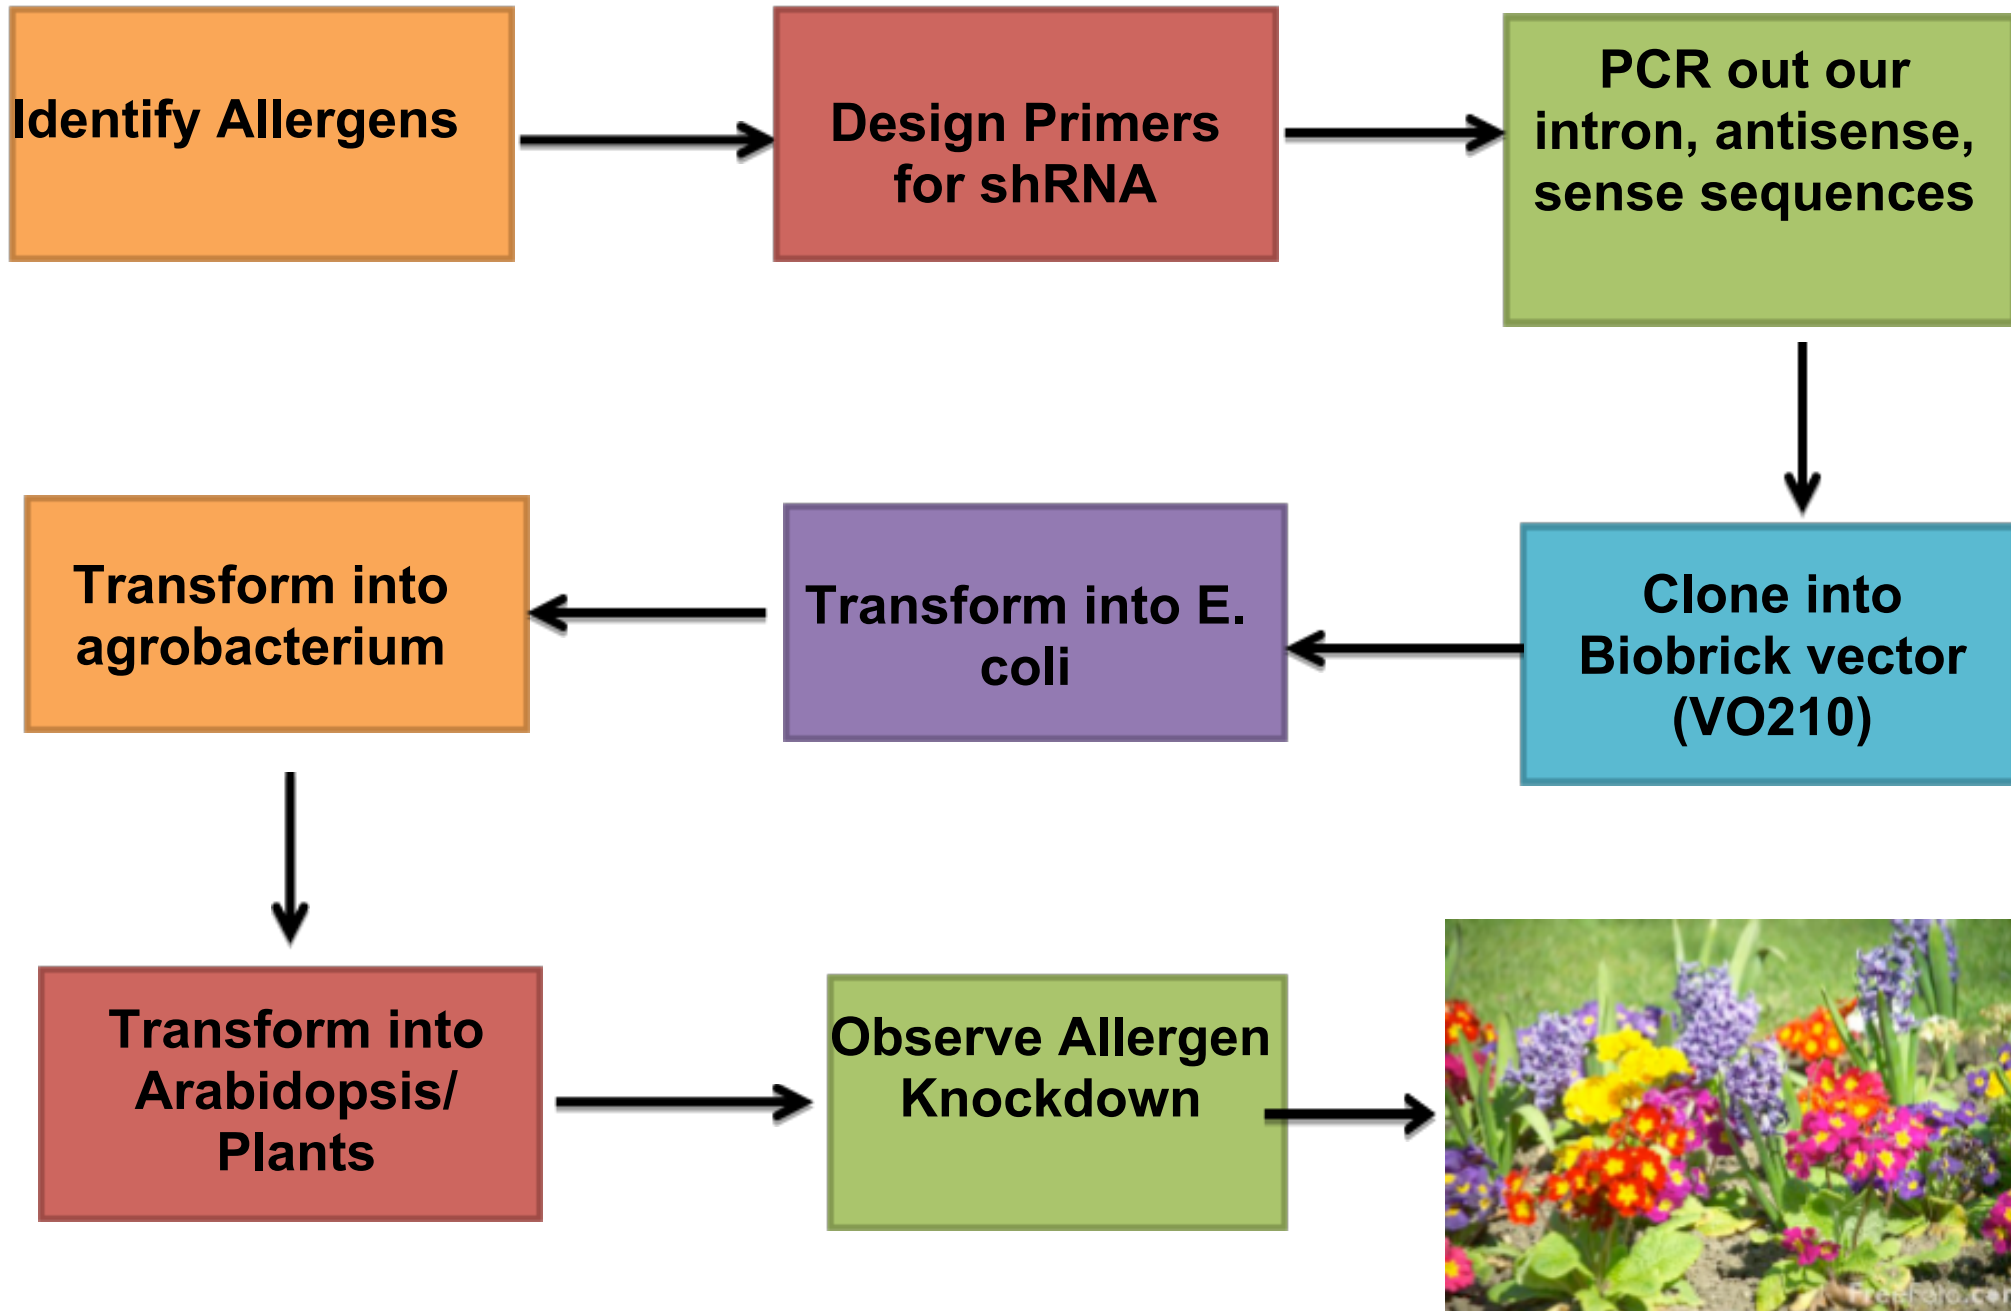 Identify Allergens
Design Primers
for shRNA
PCR out our
intron, antisense,
sense sequences
Clone into
Biobrick vector
(VO210)
Transform into E.
coli
Transform into
agrobacterium
Transform into
Arabidopsis/
Plants
Observe Allergen
Knockdown